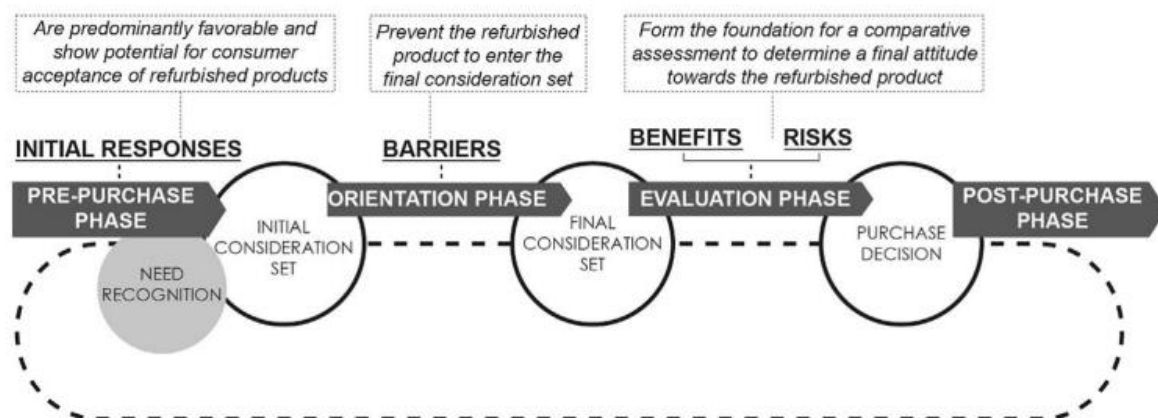 Are predominantly favorable and
show potential for consumer
acceptance of refurbished products
Prevent the refurbished
product to enter the
final consideration set
Form the foundation for a comparative
assessment to determine a final attitude
towards the refurbished product
INITIAL RESPONSES
BARRIERS
BENEFITS
RISKS
PRE-PURCHASE
PHASE
ORIENTATION PHASE
EVALUATION PHASE
POST-PURCHASE
PHASE
NEED
RECOGNITION
INITIAL
CONSIDERATION
SET
FINAL
CONSIDERATION
SET
PURCHASE
DECISION